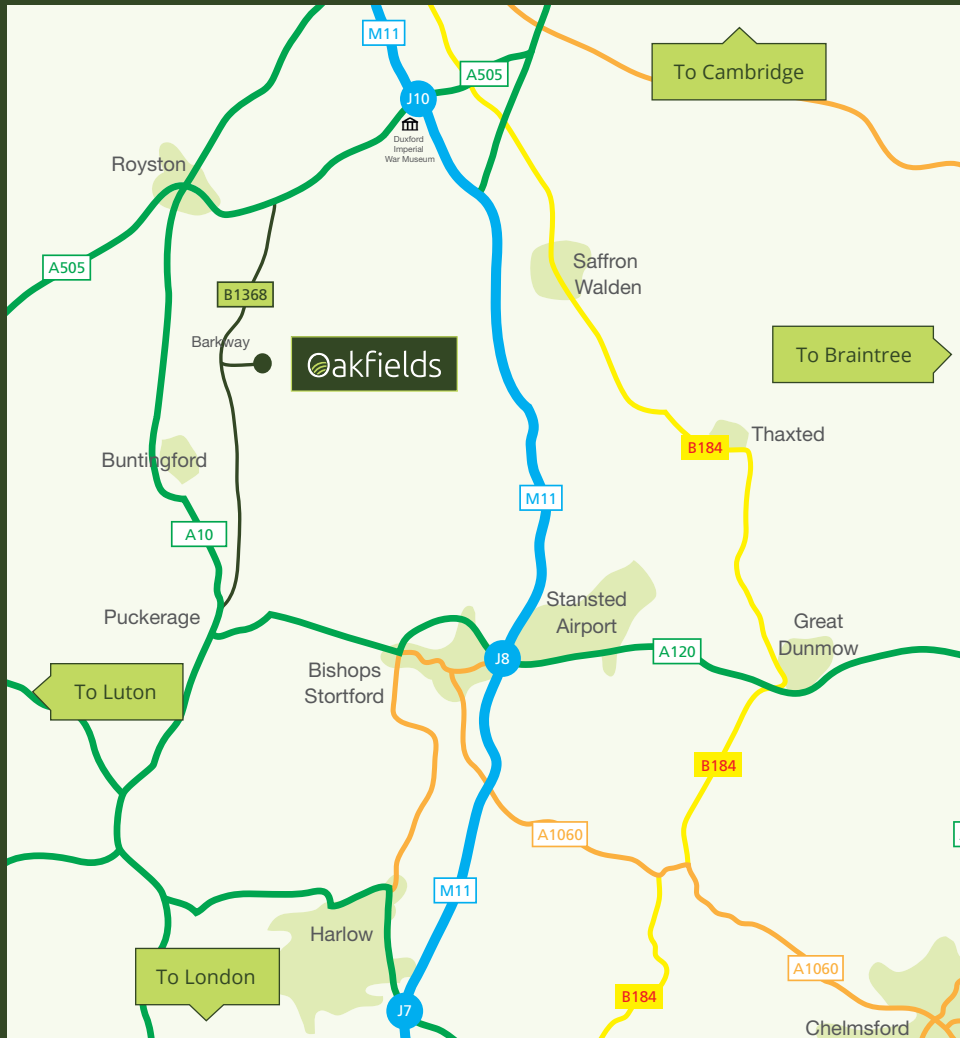 M11
A505
To Cambridge
J10
Duxford
Imperial
War Museum
Royston
A505
Saffron
Walden
B1368
Barkway
Oakfields
To Braintree
Thaxted
B184
Buntingford
M11
A10
Stansted
Airport
Puckerage
Great
Dunmow
A120
J8
Bishops
Stortford
To Luton
B184
A1060
M11
Harlow
To London
A1060
B184
J7
Chelmsford